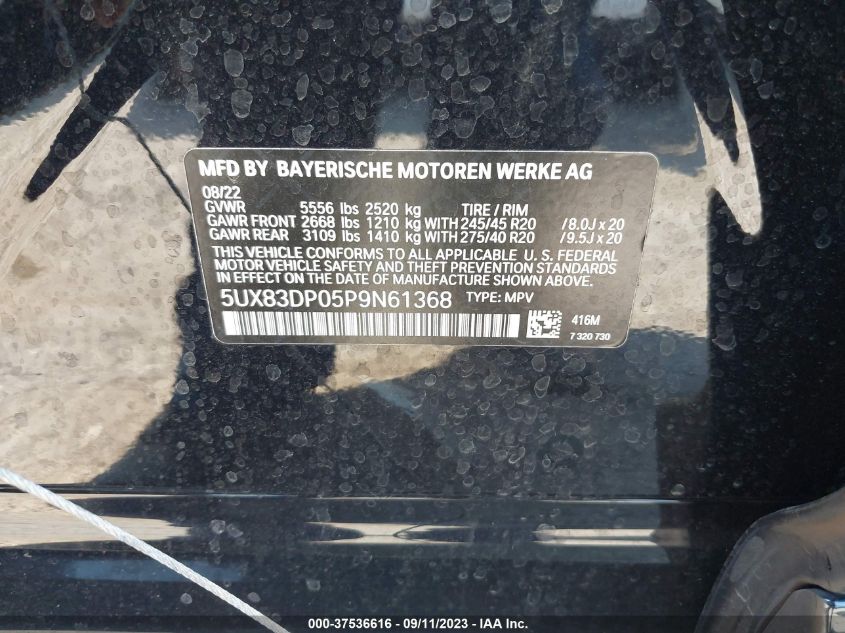 MFD BY BAYERISCHE MOTOREN WERKE AG
08/22
GVWR 5556 lbs 2520 kg TIRE / RIM
GAWR FRONT 2668 lbs 1210 kg WITH 245/45 R20 / 8.0J x 20
GAWR REAR 3109 lbs 1410 kg WITH 275/40 R20 / 9.5J x 20
THIS VEHICLE CONFORMS TO ALL APPLICABLE U. S. FEDERAL
MOTOR VEHICLE SAFETY AND THEFT PREVENTION STANDARDS
IN EFFECT ON THE DATE OF MANUFACTURE SHOWN ABOVE.
5UX83DP05P9N61368 TYPE: MPV
416M
7 320 730
000-37536616 - 09/11/2023 - IAA Inc.